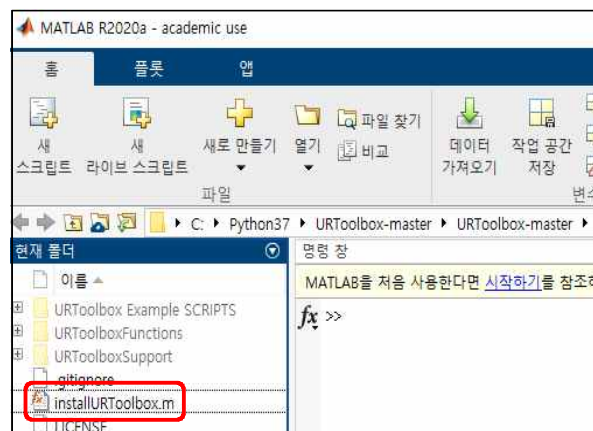 MATLAB R2020a - academic use
홈 플롯 앱
새 스크립트
새 라이브 스크립트
새로 만들기
열기
파일 찾기
비교
데이터 가져오기
작업 공간 저장
파일
변수
C: ▸ Python37 ▸ URToolbox-master ▸ URToolbox-master ▸
현재 폴더
이름
URToolbox Example SCRIPTS
URToolboxFunctions
URToolboxSupport
.gitignore
installURToolbox.m
LICENSE
명령 창
MATLAB을 처음 사용한다면 시작하기를 참조
fx >>